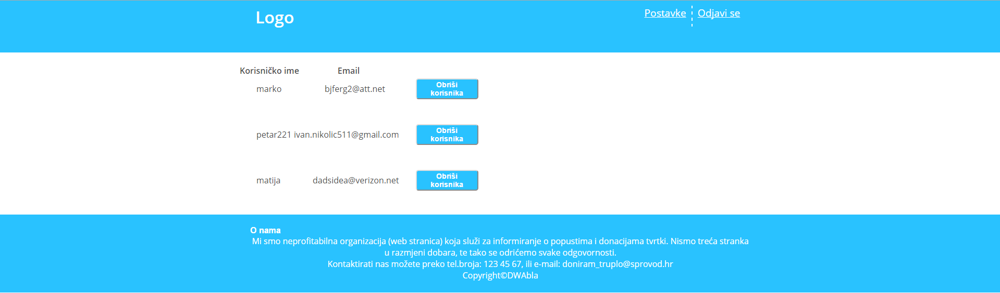 Logo
Postavke Odjavi se
Korisničko ime Email
marko bjferg2@att.net Obriši korisnika
petar221 ivan.nikolic511@gmail.com Obriši korisnika
matija dadsidea@verizon.net Obriši korisnika
O nama
Mi smo neprofitabilna organizacija (web stranica) koja služi za informiranje o popustima i donacijama tvrtki. Nismo treća stranka
u razmjeni dobara, te tako se odrićemo svake odgovornosti.
Kontaktirati nas možete preko tel.broja: 123 45 67, ili e-mail: doniram_truplo@sprovod.hr
Copyright©DWAbla